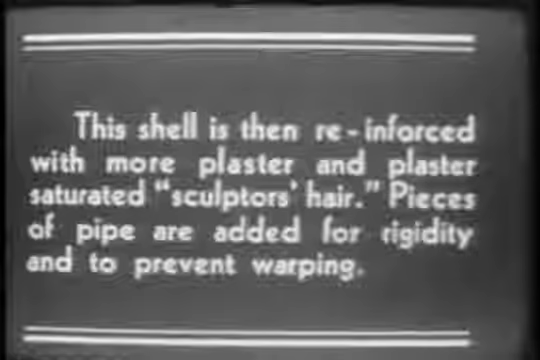 This shell is then re-inforced
with more plaster and plaster
saturated "sculptors' hair." Pieces
of pipe are added for rigidity
and to prevent warping.